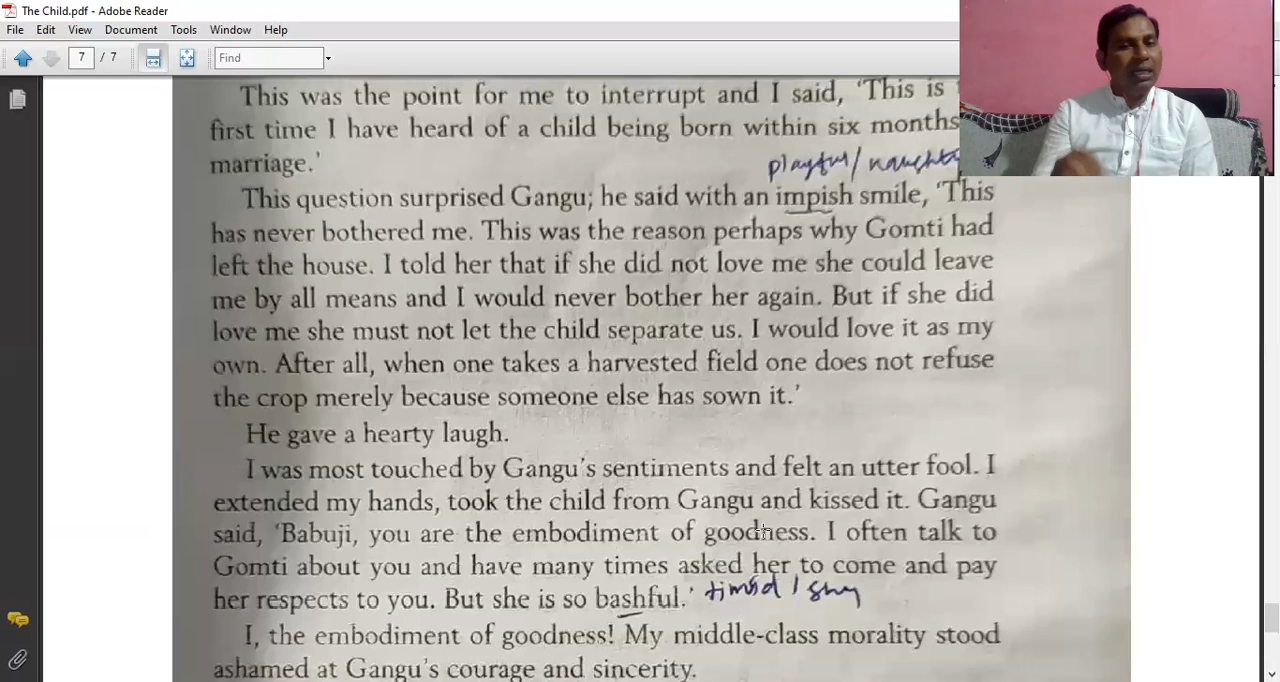 The Child.pdf - Adobe Reader
File Edit View Document Tools Window Help
7 / 7 Find
This was the point for me to interrupt and I said, 'This is
first time I have heard of a child being born within six months
marriage.'
playful/naughty
This question surprised Gangu; he said with an impish smile, 'This
has never bothered me. This was the reason perhaps why Gomti had
left the house. I told her that if she did not love me she could leave
me by all means and I would never bother her again. But if she did
love me she must not let the child separate us. I would love it as my
own. After all, when one takes a harvested field one does not refuse
the crop merely because someone else has sown it.'
He gave a hearty laugh.
I was most touched by Gangu's sentiments and felt an utter fool. I
extended my hands, took the child from Gangu and kissed it. Gangu
said, 'Babuji, you are the embodiment of goodness. I often talk to
Gomti about you and have many times asked her to come and pay
her respects to you. But she is so bashful.' timid / shy
I, the embodiment of goodness! My middle-class morality stood
ashamed at Gangu's courage and sincerity.